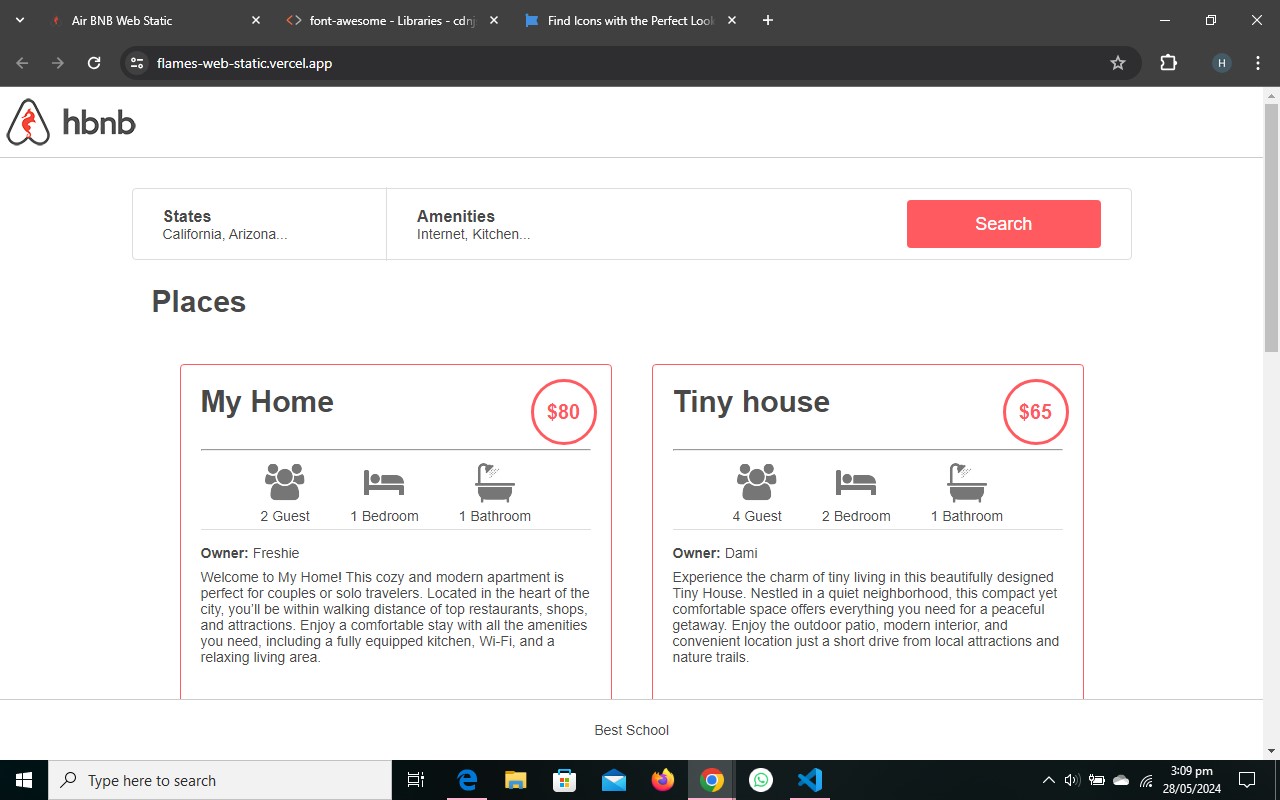 Air BNB Web Static
font-awesome - Libraries - cdnj
Find Icons with the Perfect Look
flames-web-static.vercel.app
H
hbnb
States
California, Arizona...
Amenities
Internet, Kitchen...
Search
Places
My Home
$80
2 Guest
1 Bedroom
1 Bathroom
Owner: Freshie
Welcome to My Home! This cozy and modern apartment is
perfect for couples or solo travelers. Located in the heart of the
city, you'll be within walking distance of top restaurants, shops,
and attractions. Enjoy a comfortable stay with all the amenities
you need, including a fully equipped kitchen, Wi-Fi, and a
relaxing living area.
Tiny house
$65
4 Guest
2 Bedroom
1 Bathroom
Owner: Dami
Experience the charm of tiny living in this beautifully designed
Tiny House. Nestled in a quiet neighborhood, this compact yet
comfortable space offers everything you need for a peaceful
getaway. Enjoy the outdoor patio, modern interior, and
convenient location just a short drive from local attractions and
nature trails.
Best School
Type here to search
3:09 pm
28/05/2024